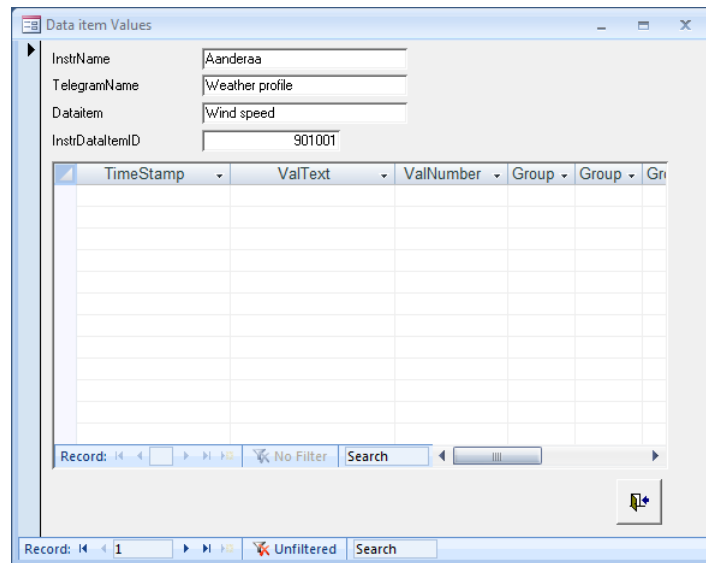 Data item Values
InstrName Aanderaa
TelegramName Weather profile
Dataitem Wind speed
InstrDataItemID 901001
TimeStamp ValText ValNumber Group Group Gr
Record: No Filter Search
Record: 1 Unfiltered Search